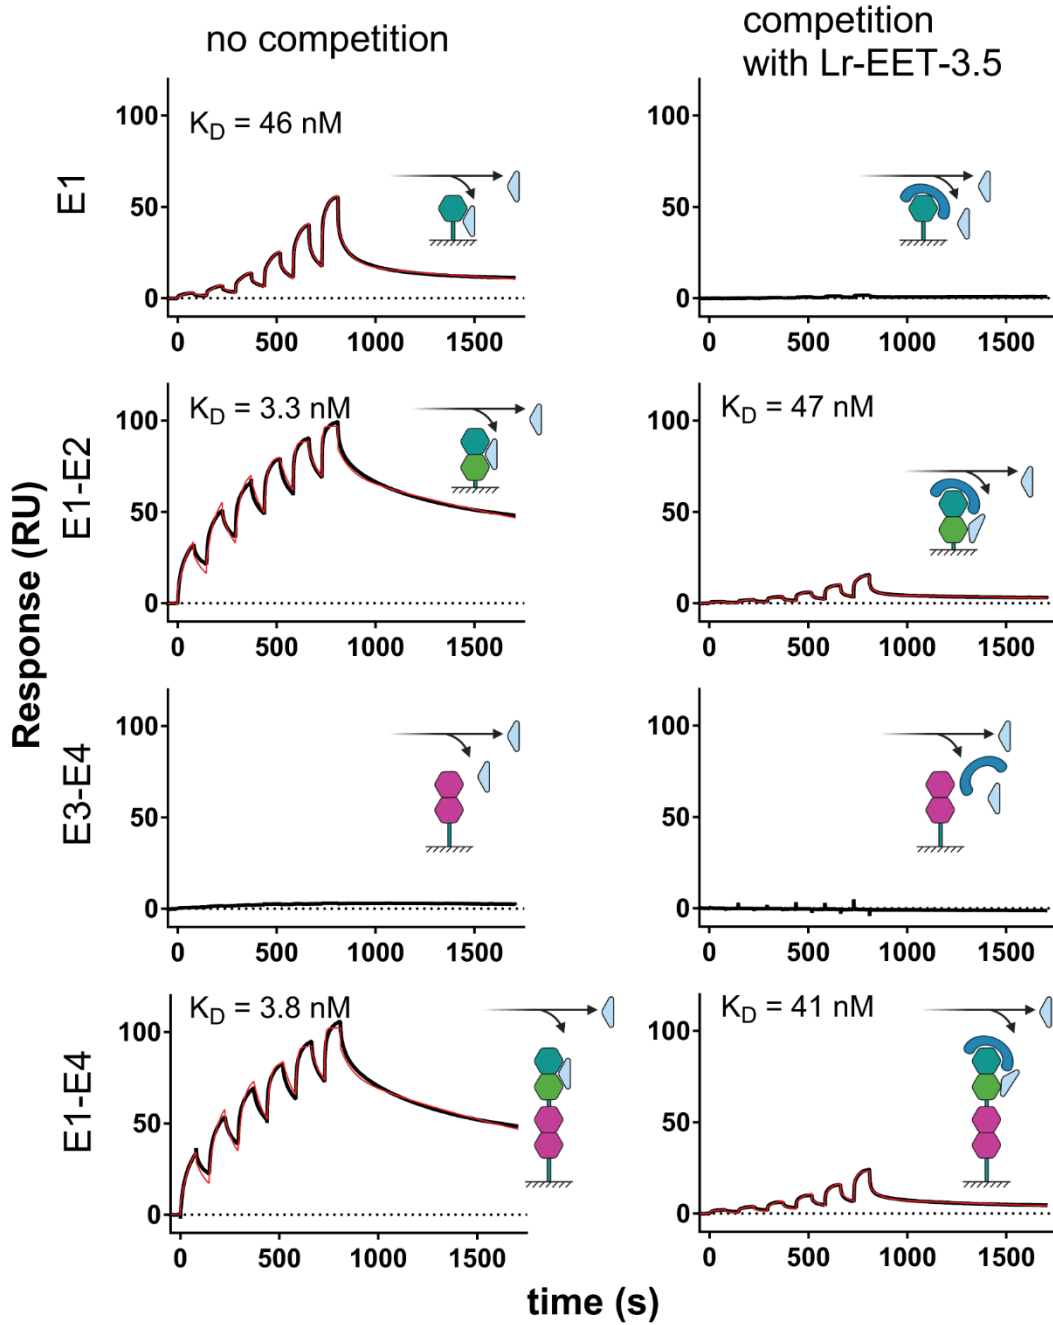 no competition
competition
with Lr-EET-3.5
E1
K_D = 46 nM
100
50
0
0 500 1000 1500
100
50
0
0 500 1000 1500
E1-E2
K_D = 3.3 nM
100
50
0
0 500 1000 1500
K_D = 47 nM
100
50
0
0 500 1000 1500
Response (RU)
E3-E4
100
50
0
0 500 1000 1500
100
50
0
0 500 1000 1500
E1-E4
K_D = 3.8 nM
100
50
0
0 500 1000 1500
K_D = 41 nM
100
50
0
0 500 1000 1500
time (s)